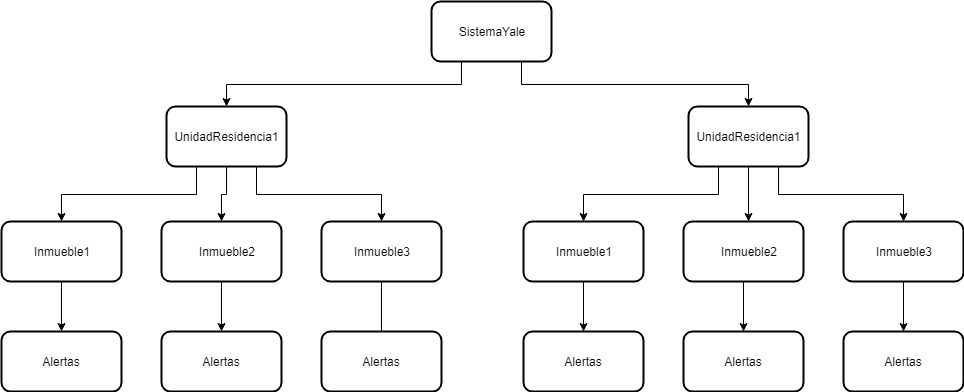 SistemaYale
UnidadResidencia1
UnidadResidencia1
Inmueble1
Inmueble2
Inmueble3
Inmueble1
Inmueble2
Inmueble3
Alertas
Alertas
Alertas
Alertas
Alertas
Alertas